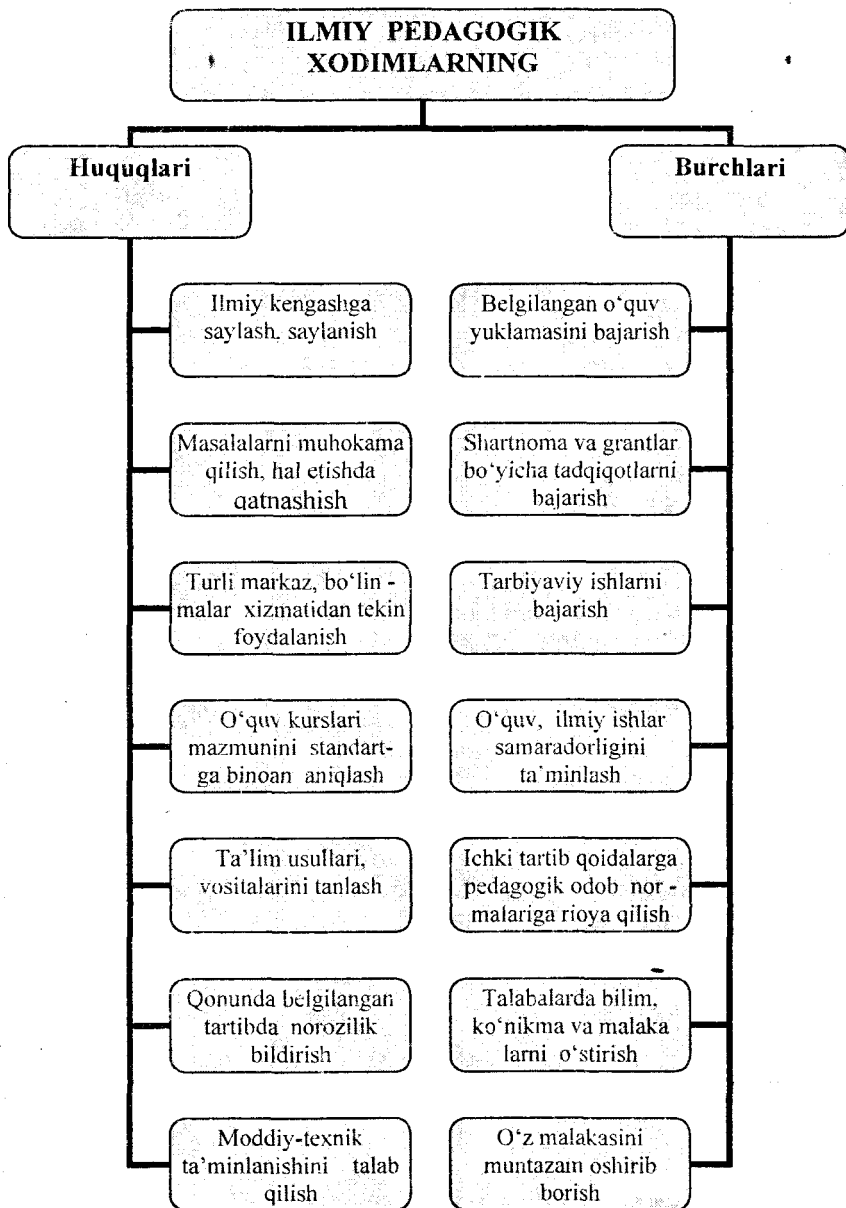 ILMIY PEDAGOGIK
XODIMLARNING
Huquqlari
Burchlari
Ilmiy kengashga
saylash, saylanish
Masalalarni muhokama
qilish, hal etishda
qatnashish
Turli markaz, bo‘lin -
malar xizmatidan tekin
foydalanish
O‘quv kurslari
mazmunini standart-
ga binoan aniqlash
Ta’lim usullari,
vositalarini tanlash
Qonunda belgilangan
tartibda norozilik
bildirish
Moddiy-texnik
ta’minlanishini talab
qilish
Belgilangan o‘quv
yuklamasini bajarish
Shartnoma va grantlar
bo‘yicha tadqiqotlarni
bajarish
Tarbiyaviy ishlarni
bajarish
O‘quv, ilmiy ishlar
samaradorligini
ta’minlash
Ichki tartib qoidalarga
pedagogik odob nor -
malariga rioya qilish
Talabalarda bilim,
ko‘nikma va malaka
larni o‘stirish
O‘z malakasini
muntazam oshirib
borish